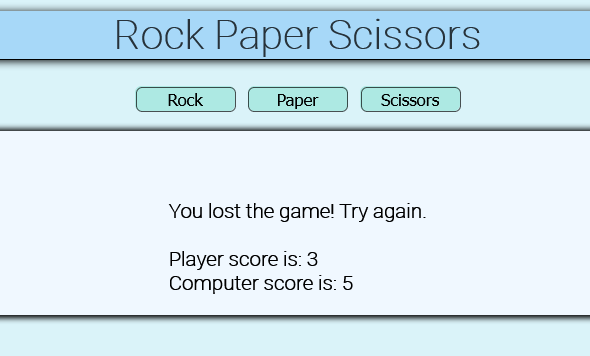 Rock Paper Scissors
Rock Paper Scissors
You lost the game! Try again.
Player score is: 3
Computer score is: 5